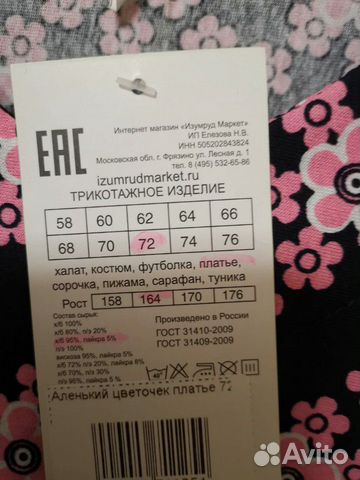 EAC
Интернет магазин «Изумруд Маркет»
ИП Елезова Н.В.
ИНН 505202843824
Московская обл. г. Фрязино ул. Лесная д. 1
тел. 8 (495) 532-65-86
izumrudmarket.ru
ТРИКОТАЖНОЕ ИЗДЕЛИЕ
58 60 62 64 66
68 70 72 74 76
халат, костюм, футболка, платье,
сорочка, пижама, сарафан, туника
Рост 158 164 170 176
Состав сырья:
х/б 100%
х/б 80%, п/э 20%
х/б 95%, лайкра 5%
п/э 100%
вискоза 95%, лайкра 5%
х/б 72% п/э 20%, лайкра 8%
х/б 70%, п/э 30%
п/э 95%, лайкра 5 %
Произведено в России
ГОСТ 31410-2009
ГОСТ 31409-2009
40
Аленький цветочек платье 72
Avito